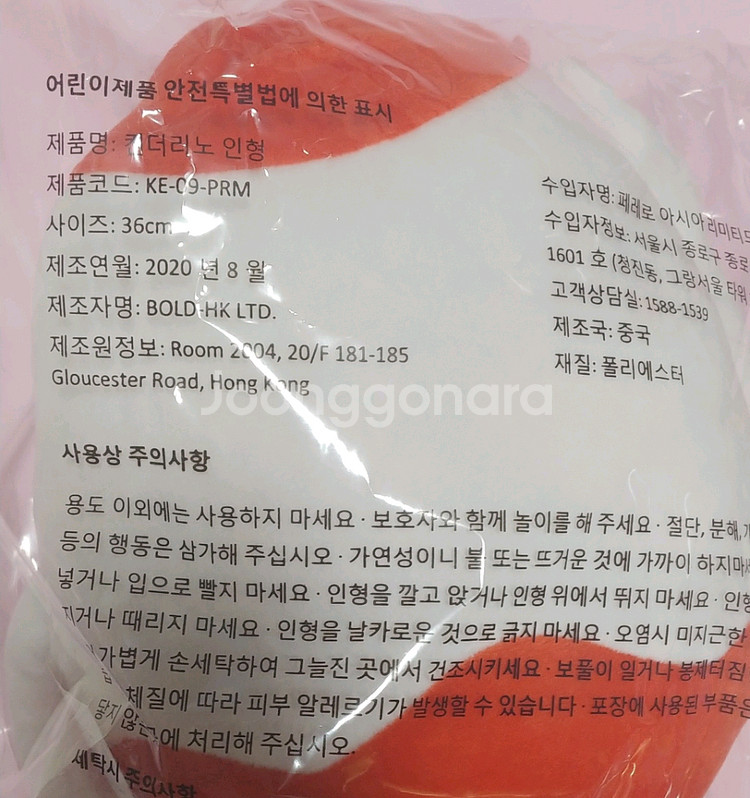 어린이제품 안전특별법에 의한 표시
제품명: 킨더리노 인형
제품코드: KE-09-PRM
사이즈: 36cm
제조연월: 2020 년 8 월
제조자명: BOLD-HK LTD.
제조원정보: Room 2004, 20/F 181-185
Gloucester Road, Hong Kong
수입자명: 페레로 아시아리미티드
수입자정보: 서울시 종로구 종로
1601 호 (청진동, 그랑서울 타워
고객상담실: 1588-1539
제조국: 중국
재질: 폴리에스터
Joonggonara
사용상 주의사항
용도 이외에는 사용하지 마세요 · 보호자와 함께 놀이를 해 주세요 · 절단, 분해,
등의 행동은 삼가해 주십시오 · 가연성이니 불 또는 뜨거운 것에 가까이 하지마세
넣거나 입으로 빨지 마세요 · 인형을 깔고 앉거나 인형 위에서 뛰지 마세요 · 인형
지거나 때리지 마세요 · 인형을 날카로운 것으로 긁지 마세요 · 오염시 미지근한
가볍게 손세탁하여 그늘진 곳에서 건조시키세요 · 보풀이 일거나 봉제터짐
체질에 따라 피부 알레르기가 발생할 수 있습니다 · 포장에 사용된 부품은
닿지 않는 에 처리해 주십시오.
세탁시 주의사항